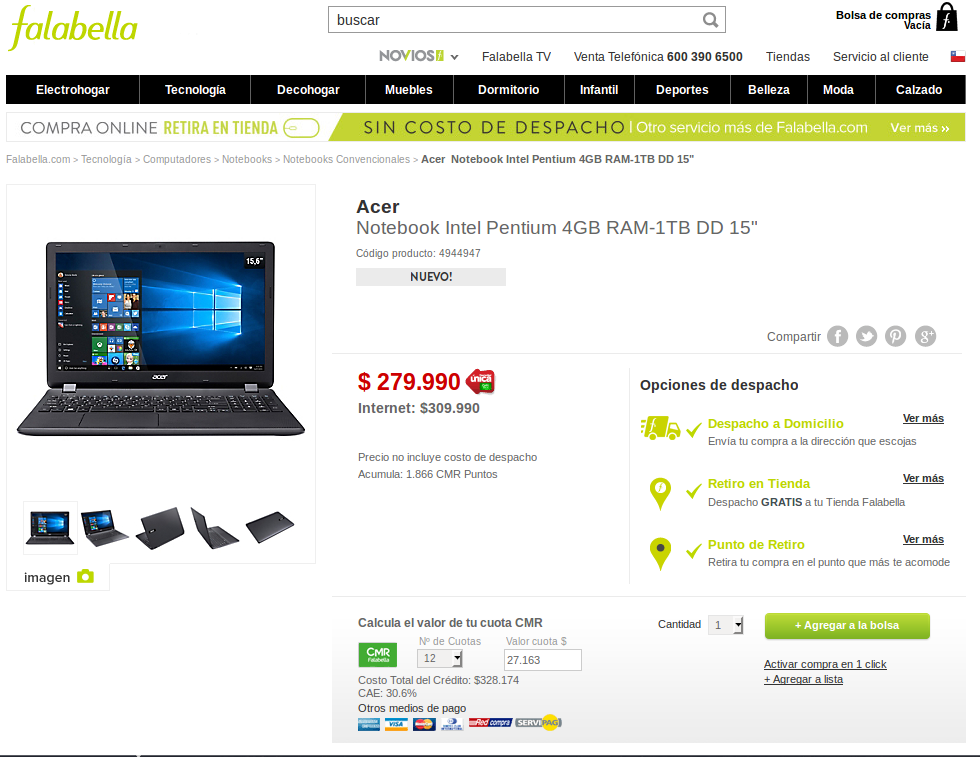 falabella
buscar
Bolsa de compras
Vacía
NOVIOS
Falabella TV
Venta Telefónica 600 390 6500
Tiendas
Servicio al cliente
Electrohogar
Tecnología
Decohogar
Muebles
Dormitorio
Infantil
Deportes
Belleza
Moda
Calzado
COMPRA ONLINE RETIRA EN TIENDA
SIN COSTO DE DESPACHO | Otro servicio más de Falabella.com
Ver más ››
Falabella.com > Tecnología > Computadores > Notebooks > Notebooks Convencionales > Acer Notebook Intel Pentium 4GB RAM-1TB DD 15"
15,6"
acer
imagen
Acer
Notebook Intel Pentium 4GB RAM-1TB DD 15"
Código producto: 4944947
NUEVO!
Compartir
$ 279.990
única
Internet: $309.990
Precio no incluye costo de despacho
Acumula: 1.866 CMR Puntos
Opciones de despacho
Despacho a Domicilio
Ver más
Envía tu compra a la dirección que escojas
Retiro en Tienda
Ver más
Despacho GRATIS a tu Tienda Falabella
Punto de Retiro
Ver más
Retira tu compra en el punto que más te acomode
Calcula el valor de tu cuota CMR
CMR
Falabella
Nº de Cuotas
12
Valor cuota $
27.163
Costo Total del Crédito: $328.174
CAE: 30.6%
Otros medios de pago
VISA
MasterCard
Redcompra
SERVIPAG
Cantidad
1
+ Agregar a la bolsa
Activar compra en 1 click
+ Agregar a lista